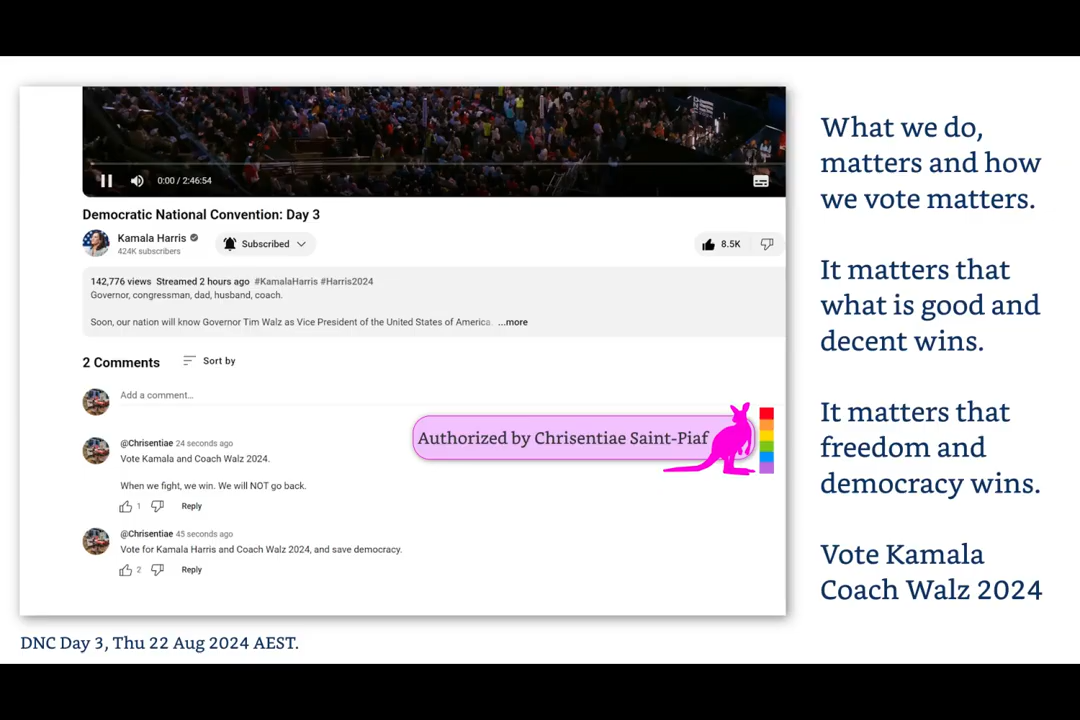 0:00 / 2:46:54
Democratic National Convention: Day 3
Kamala Harris
424K subscribers
Subscribed
8.5K
142,776 views Streamed 2 hours ago #KamalaHarris #Harris2024
Governor, congressman, dad, husband, coach.
Soon, our nation will know Governor Tim Walz as Vice President of the United States of America. ...more
2 Comments
Sort by
Add a comment...
@Chrisentiae 24 seconds ago
Vote Kamala and Coach Walz 2024.
When we fight, we win. We will NOT go back.
1
Reply
@Chrisentiae 45 seconds ago
Vote for Kamala Harris and Coach Walz 2024, and save democracy.
2
Reply
Authorized by Chrisentiae Saint-Piaf
What we do,
matters and how
we vote matters.
It matters that
what is good and
decent wins.
It matters that
freedom and
democracy wins.
Vote Kamala
Coach Walz 2024
DNC Day 3, Thu 22 Aug 2024 AEST.